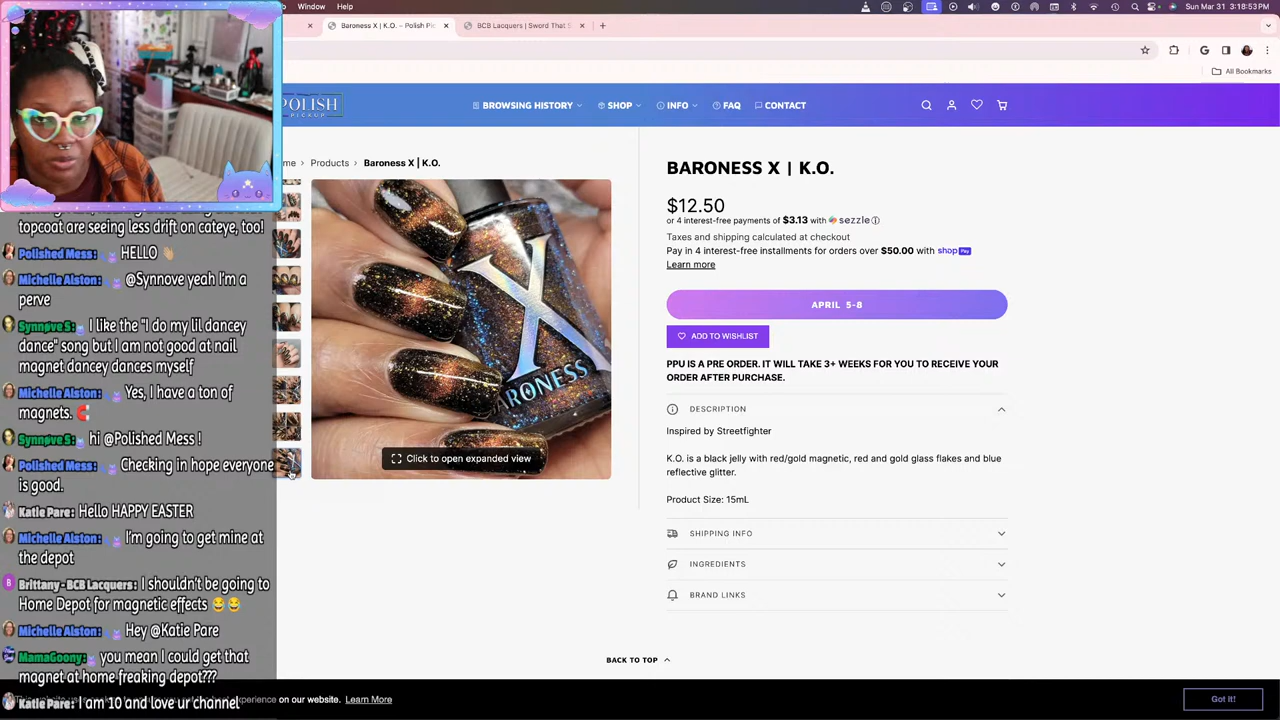 Window
Sun Mar 31 3:18:53 PM
Baroness X | K.O. – Polish Pic
BCB Lacquers | Sword That S
All Bookmarks
POLISH
PICKUP
BROWSING HISTORY
SHOP
INFO
FAQ
CONTACT
me > Products > Baroness X | K.O.
BARONESS X | K.O.
$12.50
or 4 interest-free payments of $3.13 with sezzle
Taxes and shipping calculated at checkout
Pay in 4 interest-free installments for orders over $50.00 with shop Pay
Learn more
APRIL 5-8
ADD TO WISHLIST
PPU IS A PRE ORDER. IT WILL TAKE 3+ WEEKS FOR YOU TO RECEIVE YOUR
ORDER AFTER PURCHASE.
DESCRIPTION
Inspired by Streetfighter
K.O. is a black jelly with red/gold magnetic, red and gold glass flakes and blue
reflective glitter.
Product Size: 15mL
SHIPPING INFO
INGREDIENTS
BRAND LINKS
X
BARONESS
Click to open expanded view
BACK TO TOP
topcoat are seeing less drift on cateye, too!
Polished Mess: HELLO 👋🏼
Michelle Alston: @Synnove yeah I'm a
perve
Synnøve S: I like the "I do my lil dancey
dance" song but I am not good at nail
magnet dancey dances myself
Michelle Alston: Yes, I have a ton of
magnets. 🧲
Synnøve S: hi @Polished Mess !
Polished Mess: Checking in hope everyone
is good.
Katie Pare: Hello HAPPY EASTER
Michelle Alston: I'm going to get mine at
the depot
B Brittany - BCB Lacquers: I shouldn't be going to
Home Depot for magnetic effects 😂😂
Michelle Alston: Hey @Katie Pare
MamaGoony: you mean I could get that
magnet at home freaking depot???
Katie Pare: I am 10 and love ur channel
experience on our website. Learn More
Got it!